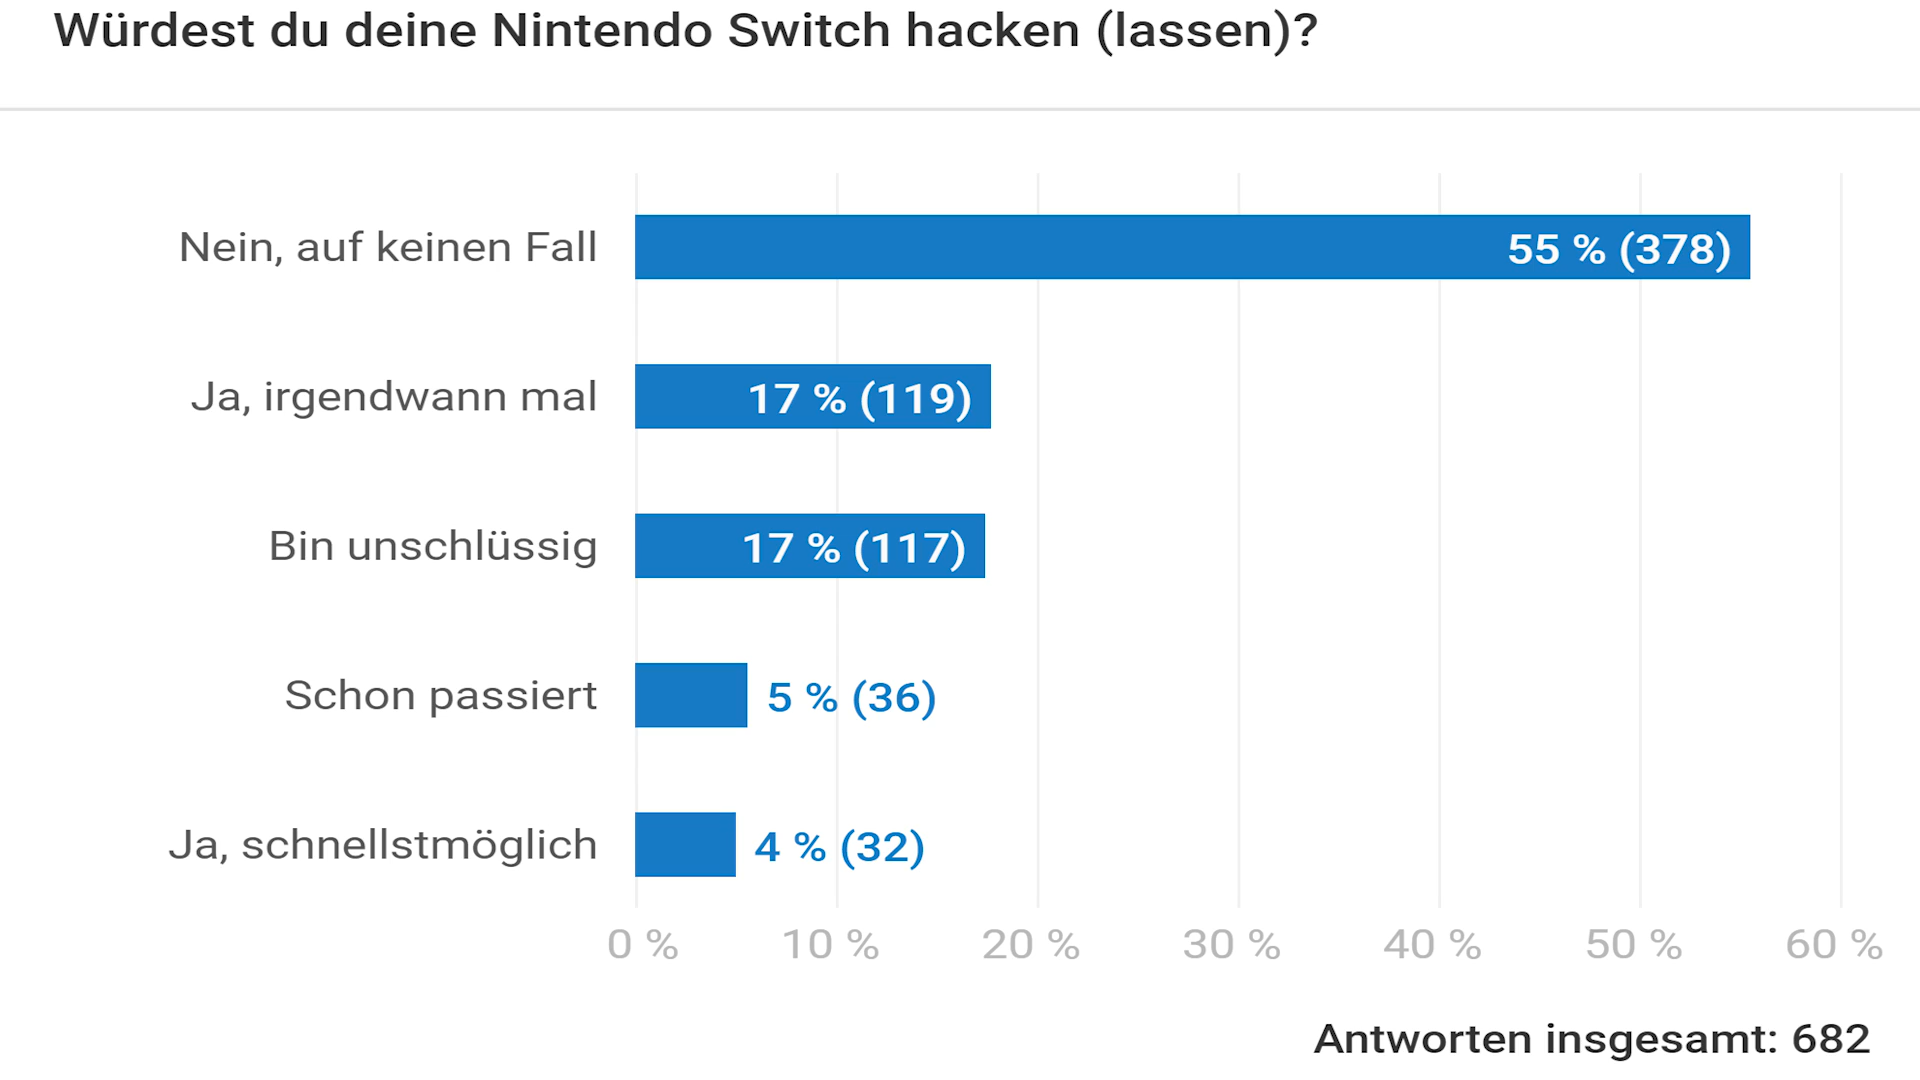 Würdest du deine Nintendo Switch hacken (lassen)?
Nein, auf keinen Fall 55 % (378)
Ja, irgendwann mal 17 % (119)
Bin unschlüssig 17 % (117)
Schon passiert 5 % (36)
Ja, schnellstmöglich 4 % (32)
0 % 10 % 20 % 30 % 40 % 50 % 60 %
Antworten insgesamt: 682